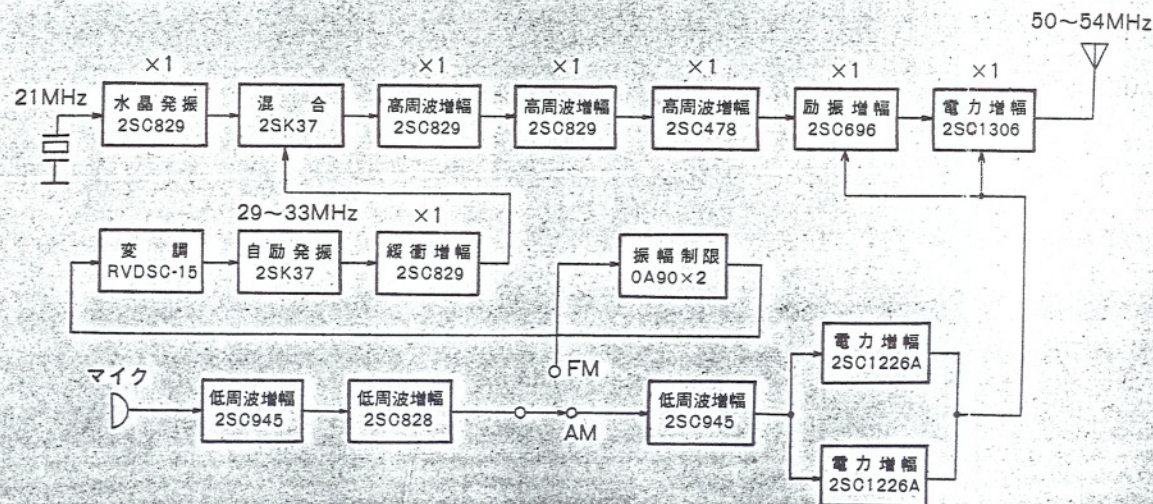 50～54MHz
×1
×1
×1
×1
×1
×1
21MHz
水晶発振
2SC829
混合
2SK37
高周波増幅
2SC829
高周波増幅
2SC829
高周波増幅
2SC478
励振増幅
2SC696
電力増幅
2SC1306
29～33MHz
×1
変調
RVDSC-15
自励発振
2SK37
緩衝増幅
2SC829
振幅制限
OA90×2
マイク
低周波増幅
2SC945
低周波増幅
2SC828
FM
AM
低周波増幅
2SC945
電力増幅
2SC1226A
電力増幅
2SC1226A